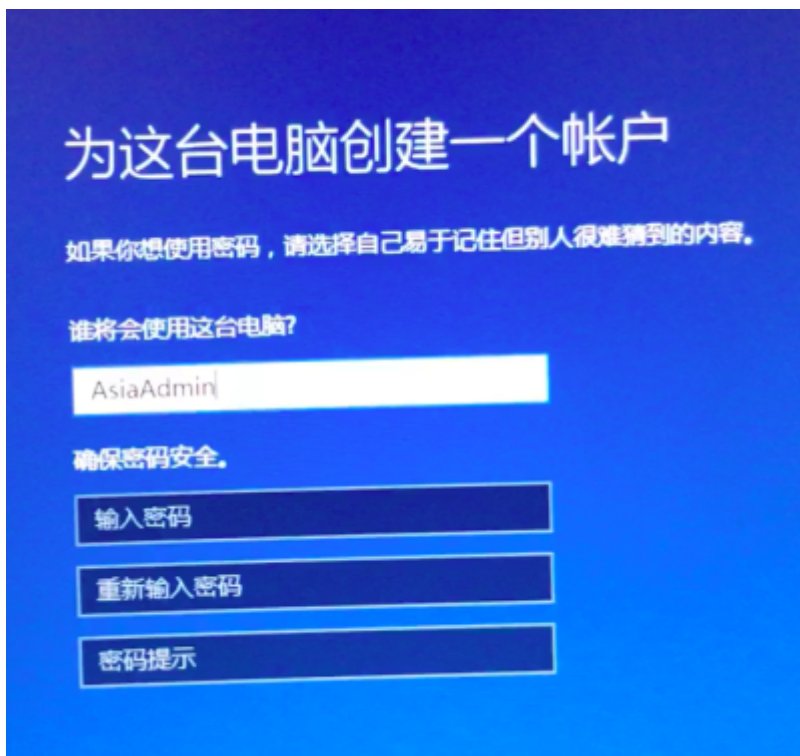 为这台电脑创建一个帐户
如果你想使用密码，请选择自己易于记住但别人很难猜到的内容。
谁将会使用这台电脑?
AsiaAdmin
确保密码安全。
输入密码
重新输入密码
密码提示